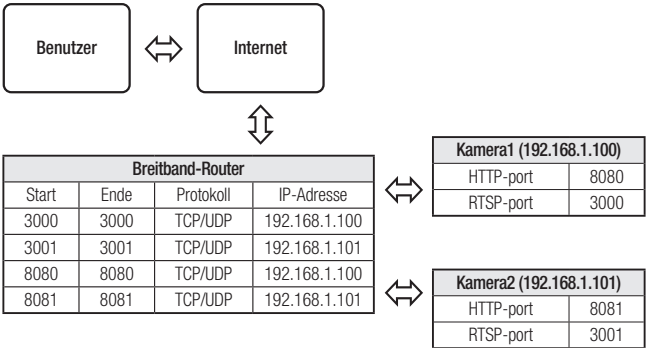 Benutzer
Internet
Breitband-Router
Start Ende Protokoll IP-Adresse
3000 3000 TCP/UDP 192.168.1.100
3001 3001 TCP/UDP 192.168.1.101
8080 8080 TCP/UDP 192.168.1.100
8081 8081 TCP/UDP 192.168.1.101
Kamera1 (192.168.1.100)
HTTP-port 8080
RTSP-port 3000
Kamera2 (192.168.1.101)
HTTP-port 8081
RTSP-port 3001